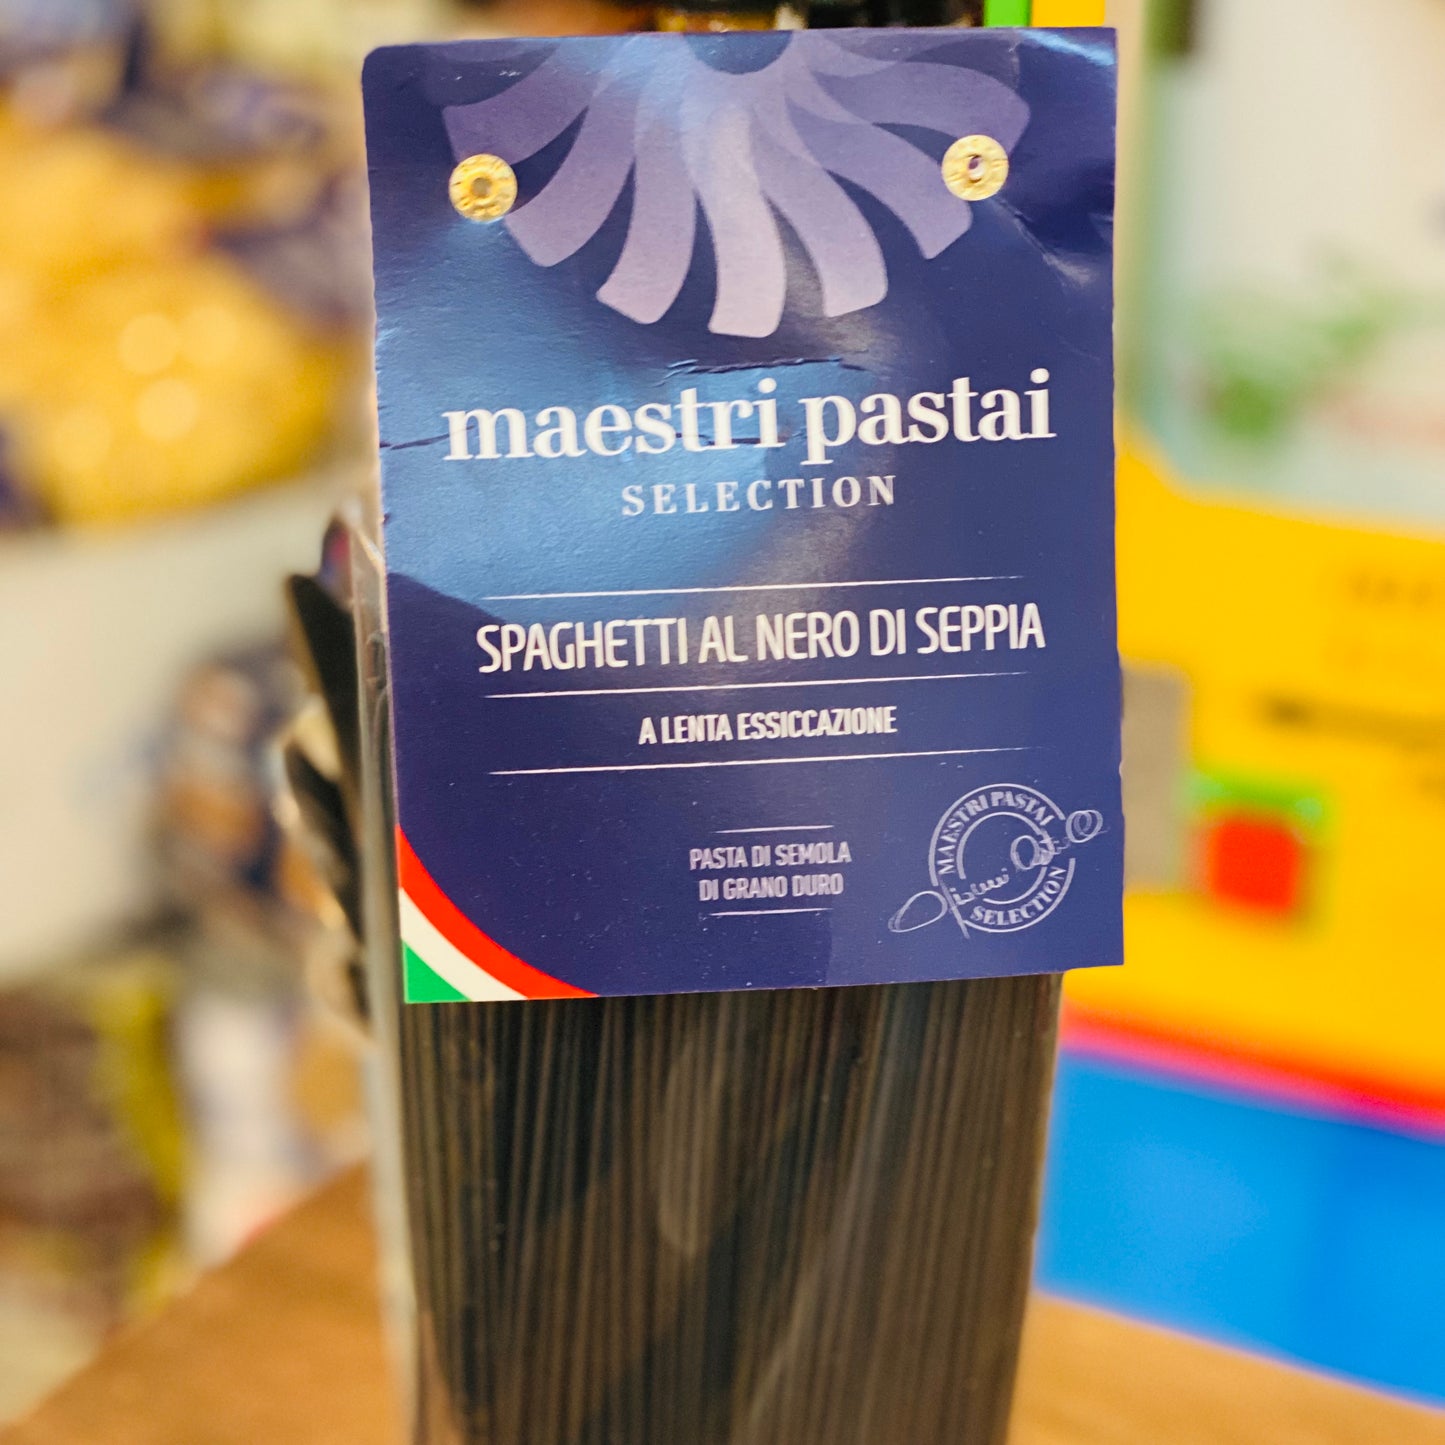 maestri pastai
SELECTION
SPAGHETTI AL NERO DI SEPPIA
A LENTA ESSICCAZIONE
PASTA DI SEMOLA
DI GRANO DURO
MAESTRI PASTAI
SELECTION